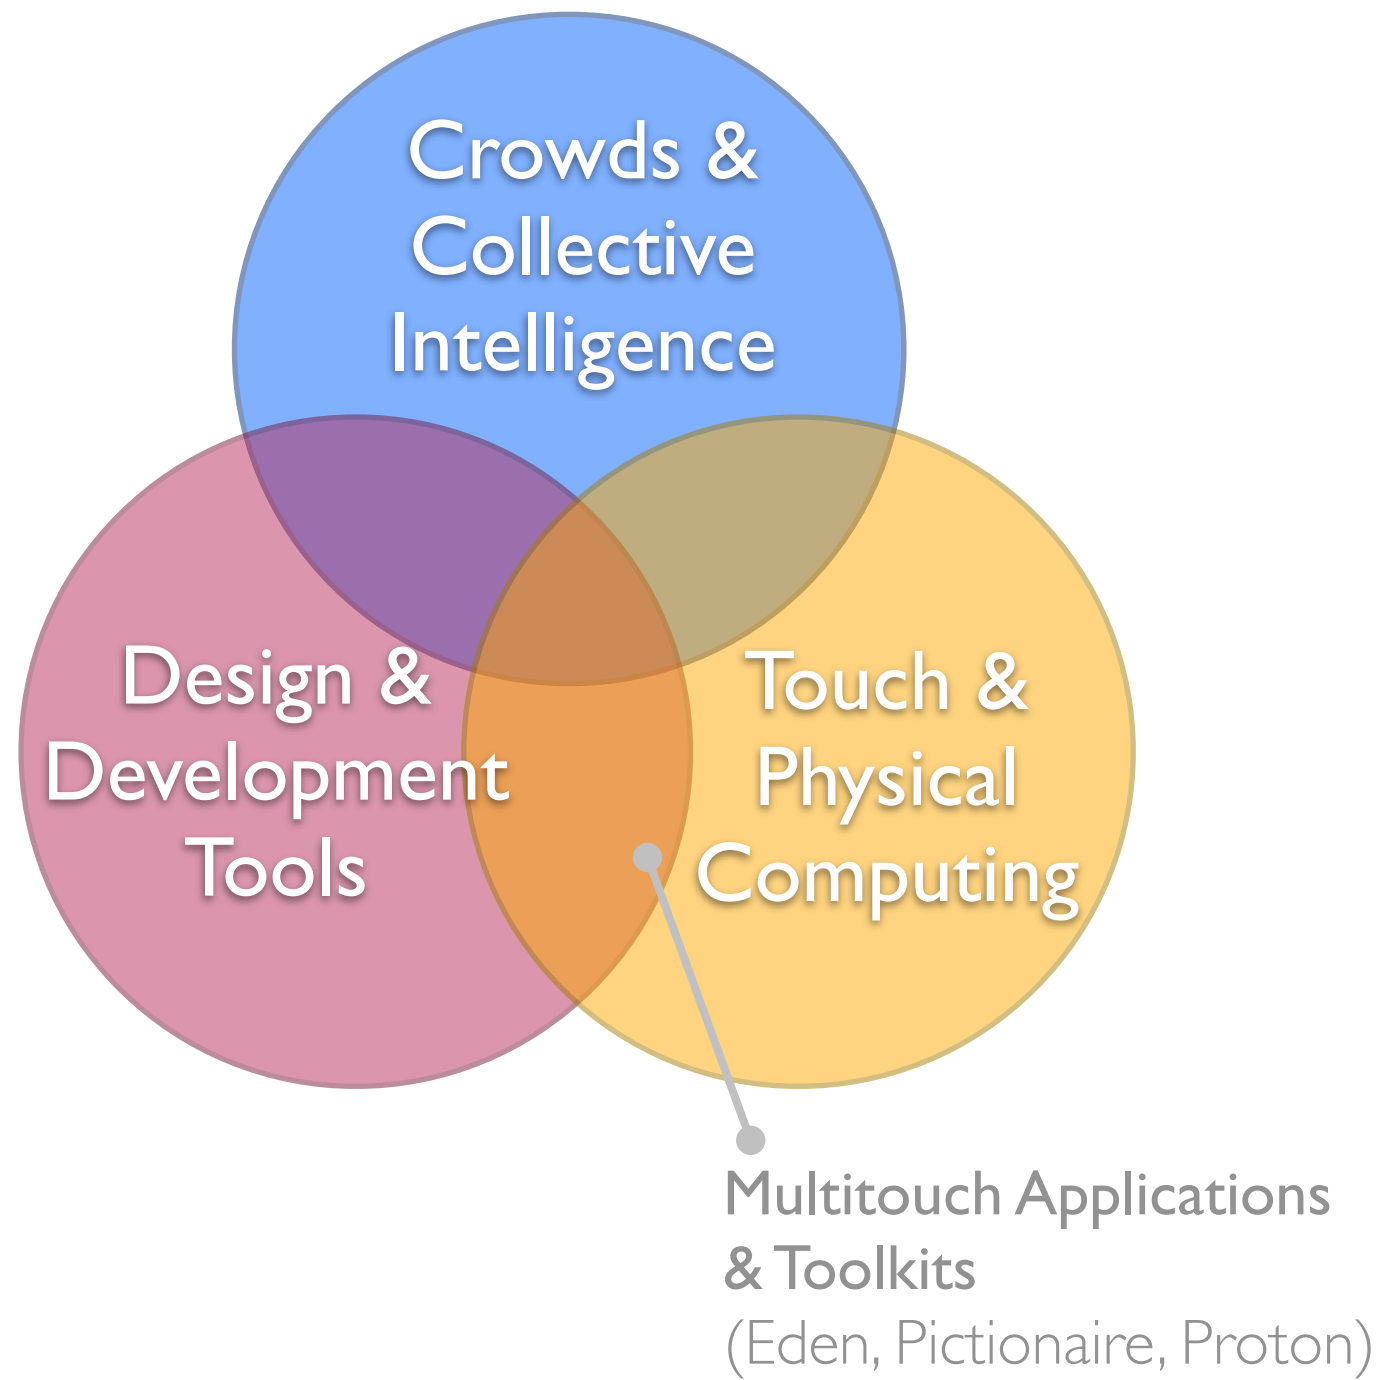 Crowds &
Collective
Intelligence
Design &
Development
Tools
Touch &
Physical
Computing
Multitouch Applications
& Toolkits
(Eden, Pictionaire, Proton)